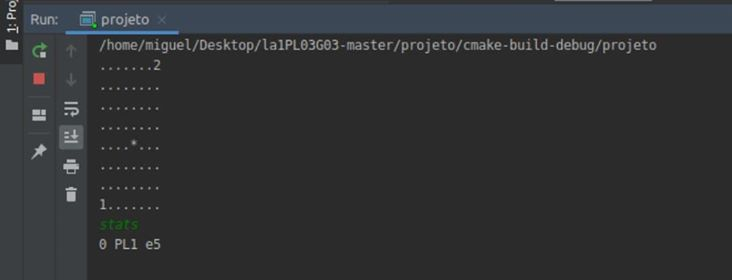 1: Proj
Run: projeto
/home/miguel/Desktop/la1PL03G03-master/projeto/cmake-build-debug/projeto
.......2
........
........
........
....*...
........
........
1.......
stats
0 PL1 e5